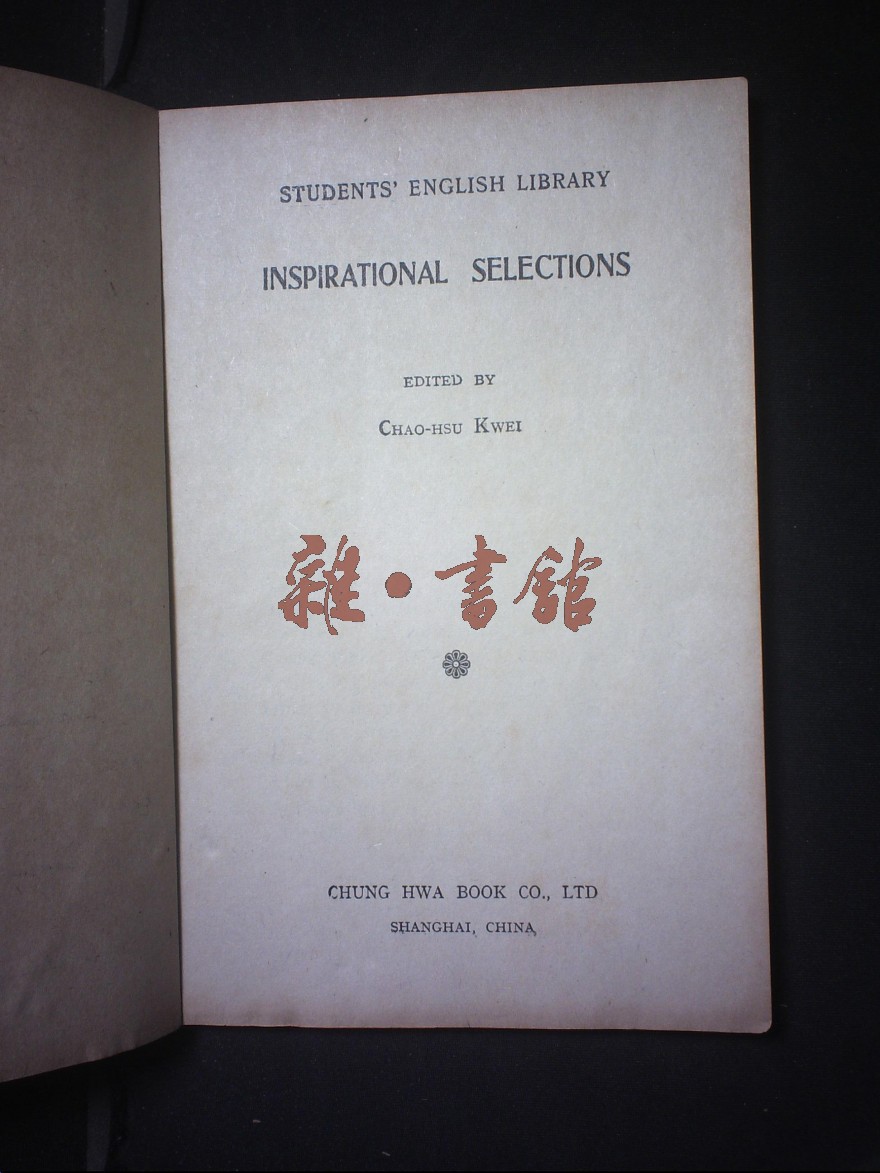 STUDENTS' ENGLISH LIBRARY
INSPIRATIONAL SELECTIONS
EDITED BY
CHAO-HSU KWEI
雜•書館
CHUNG HWA BOOK CO., LTD
SHANGHAI, CHINA,